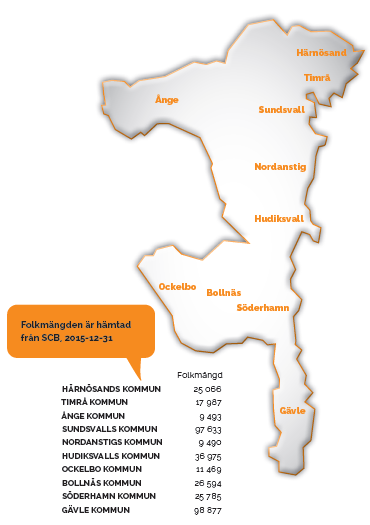 Härnösand
Timrå
Ånge
Sundsvall
Nordanstig
Hudiksvall
Ockelbo
Bollnäs
Söderhamn
Gävle
Folkmängden är hämtad
från SCB, 2015-12-31
Folkmängd
HÄRNÖSANDS KOMMUN 25 066
TIMRÅ KOMMUN 17 987
ÅNGE KOMMUN 9 493
SUNDSVALLS KOMMUN 97 633
NORDANSTIGS KOMMUN 9 490
HUDIKSVALLS KOMMUN 36 975
OCKELBO KOMMUN 11 469
BOLLNÄS KOMMUN 26 594
SÖDERHAMN KOMMUN 25 785
GÄVLE KOMMUN 98 877